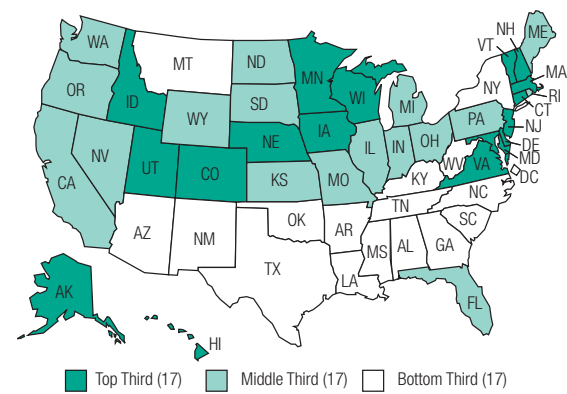 NH
ME
VT
WA
MT
ND
MN
MA
OR
ID
SD
WI
MI
NY
RI
CT
WY
IA
PA
NJ
NV
NE
IL
IN
OH
DE
MD
UT
CO
KS
MO
WV
VA
DC
CA
KY
NC
TN
AZ
NM
OK
AR
SC
MS
AL
GA
TX
LA
AK
FL
HI
Top Third (17)
Middle Third (17)
Bottom Third (17)